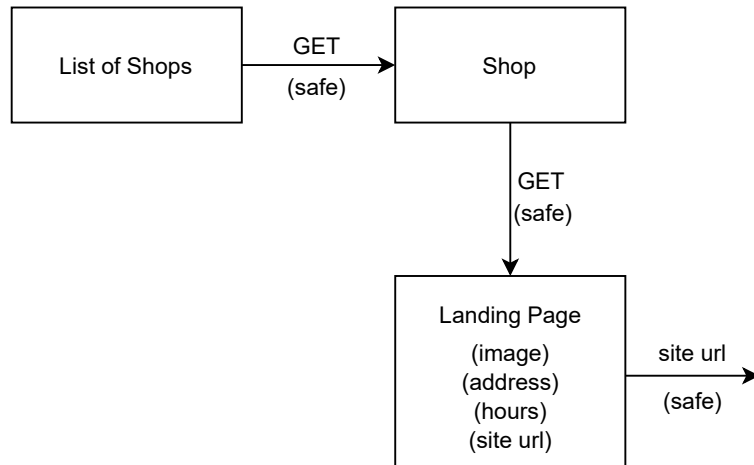 List of Shops
GET
(safe)
Shop
GET
(safe)
Landing Page
(image)
(address)
(hours)
(site url)
site url
(safe)